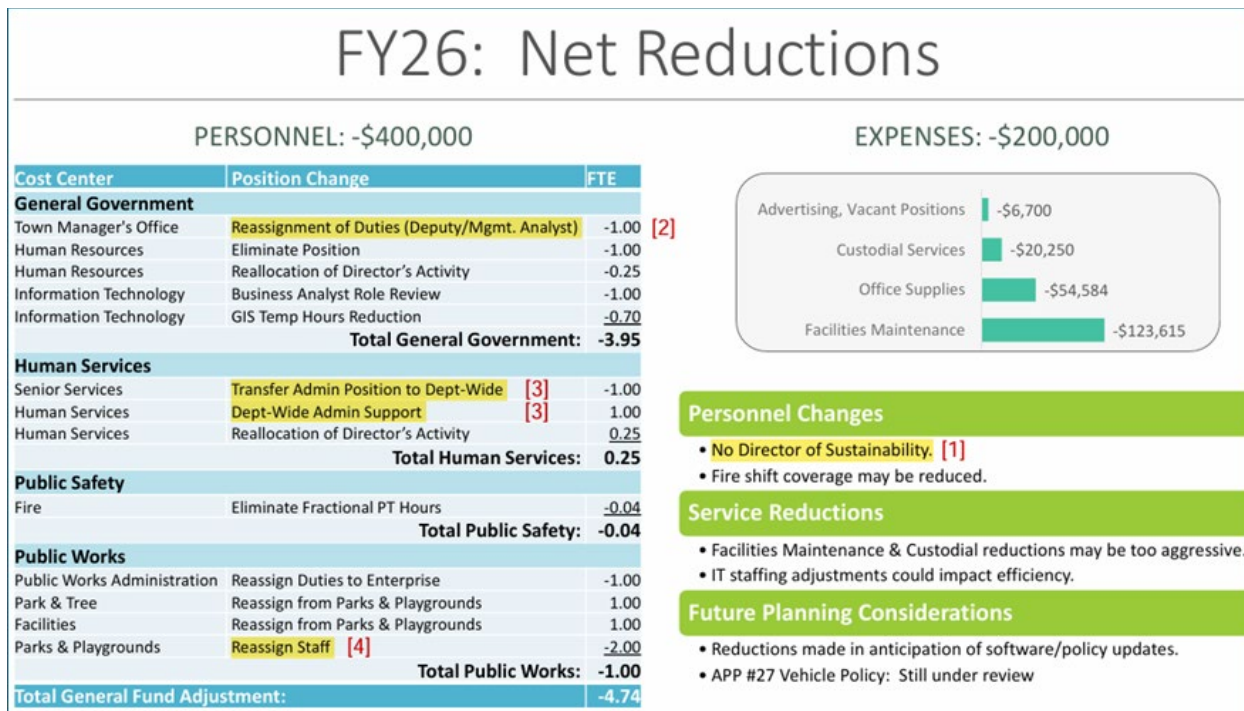 FY26: Net Reductions
PERSONNEL: -$400,000
Cost Center Position Change FTE
General Government
Town Manager's Office Reassignment of Duties (Deputy/Mgmt. Analyst) -1.00 [2]
Human Resources Eliminate Position -1.00
Human Resources Reallocation of Director's Activity -0.25
Information Technology Business Analyst Role Review -1.00
Information Technology GIS Temp Hours Reduction -0.70
Total General Government: -3.95
Human Services
Senior Services Transfer Admin Position to Dept-Wide [3] -1.00
Human Services Dept-Wide Admin Support [3] 1.00
Human Services Reallocation of Director's Activity 0.25
Total Human Services: 0.25
Public Safety
Fire Eliminate Fractional PT Hours -0.04
Total Public Safety: -0.04
Public Works
Public Works Administration Reassign Duties to Enterprise -1.00
Park & Tree Reassign from Parks & Playgrounds 1.00
Facilities Reassign from Parks & Playgrounds 1.00
Parks & Playgrounds Reassign Staff [4] -2.00
Total Public Works: -1.00
Total General Fund Adjustment: -4.74
EXPENSES: -$200,000
Advertising, Vacant Positions -$6,700
Custodial Services -$20,250
Office Supplies -$54,584
Facilities Maintenance -$123,615
Personnel Changes
• No Director of Sustainability. [1]
• Fire shift coverage may be reduced.
Service Reductions
• Facilities Maintenance & Custodial reductions may be too aggressive.
• IT staffing adjustments could impact efficiency.
Future Planning Considerations
• Reductions made in anticipation of software/policy updates.
• APP #27 Vehicle Policy: Still under review